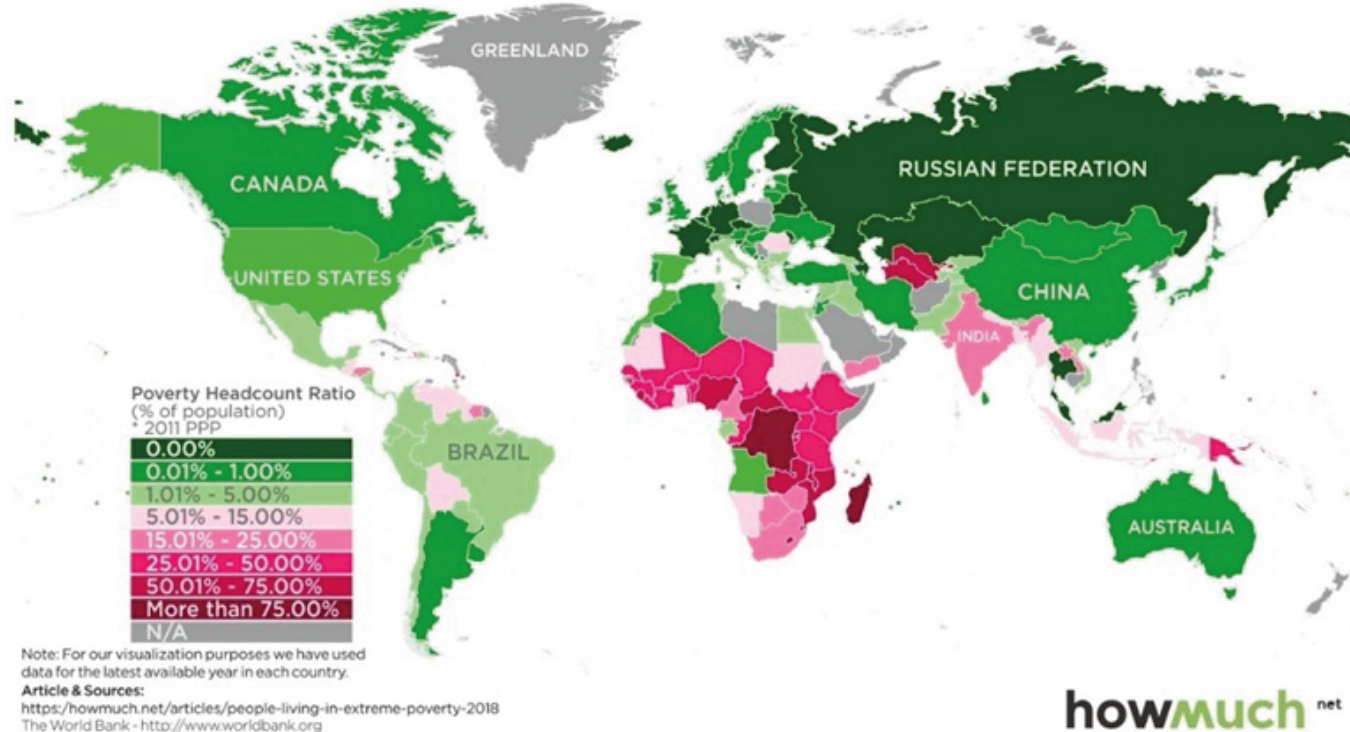 GREENLAND
CANADA
RUSSIAN FEDERATION
UNITED STATES
CHINA
INDIA
BRAZIL
AUSTRALIA
Poverty Headcount Ratio
(% of population)
* 2011 PPP
0.00%
0.01% - 1.00%
1.01% - 5.00%
5.01% - 15.00%
15.01% - 25.00%
25.01% - 50.00%
50.01% - 75.00%
More than 75.00%
N/A
Note: For our visualization purposes we have used
data for the latest available year in each country.
Article & Sources:
https:/howmuch.net/articles/people-living-in-extreme-poverty-2018
The World Bank - http://www.worldbank.org
howmuch net